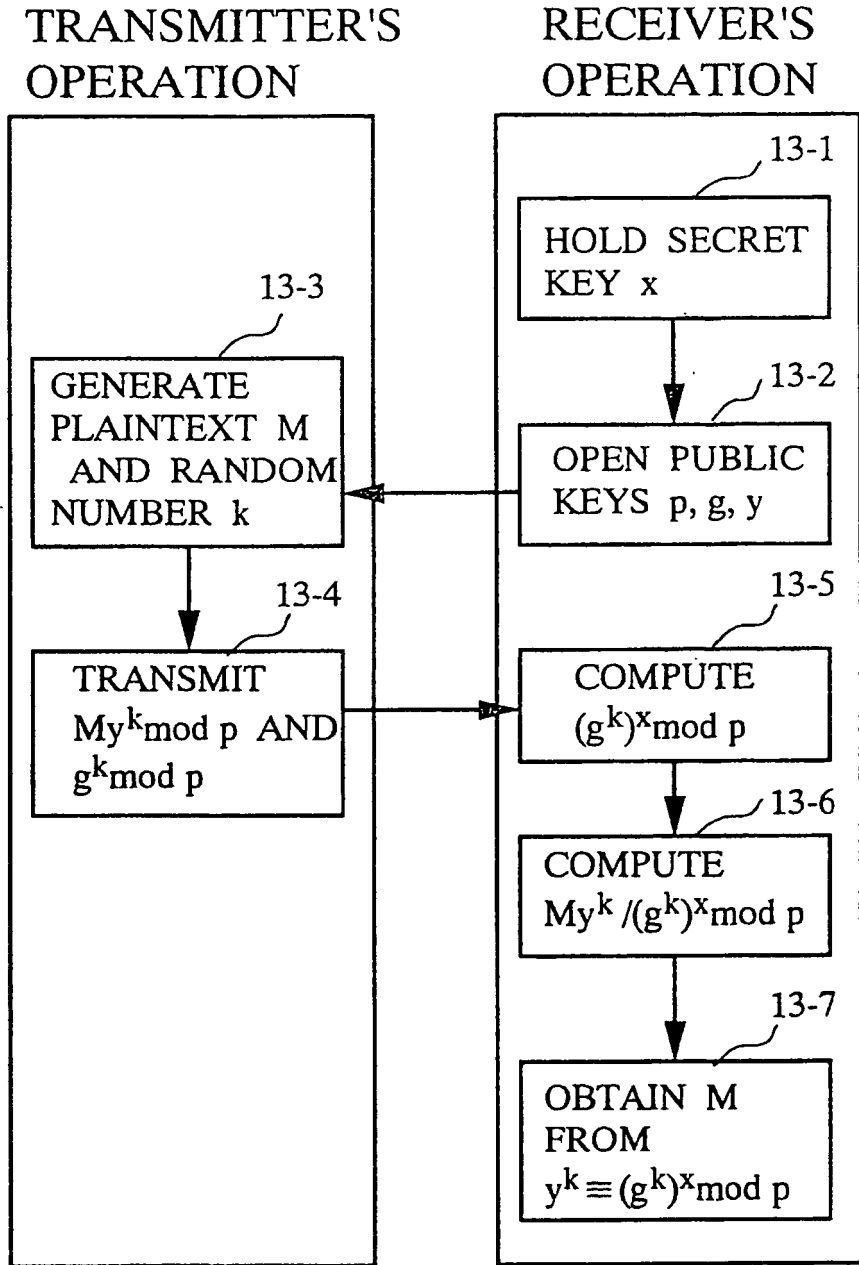 TRANSMITTER'S
OPERATION
RECEIVER'S
OPERATION
13-1
HOLD SECRET
KEY x
13-2
OPEN PUBLIC
KEYS p, g, y
13-3
GENERATE
PLAINTEXT M
AND RANDOM
NUMBER k
13-4
TRANSMIT
My^k mod p AND
g^k mod p
13-5
COMPUTE
(g^k)^x mod p
13-6
COMPUTE
My^k /(g^k)^x mod p
13-7
OBTAIN M
FROM
y^k ≡ (g^k)^x mod p